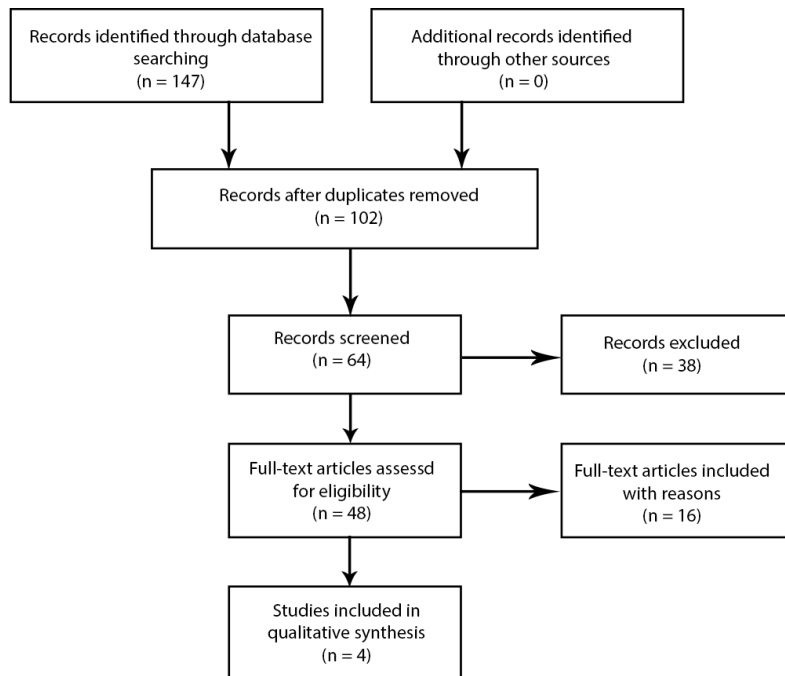 Records identified through database
searching
(n = 147)
Additional records identified
through other sources
(n = 0)
Records after duplicates removed
(n = 102)
Records screened
(n = 64)
Records excluded
(n = 38)
Full-text articles assessd
for eligibility
(n = 48)
Full-text articles included
with reasons
(n = 16)
Studies included in
qualitative synthesis
(n = 4)